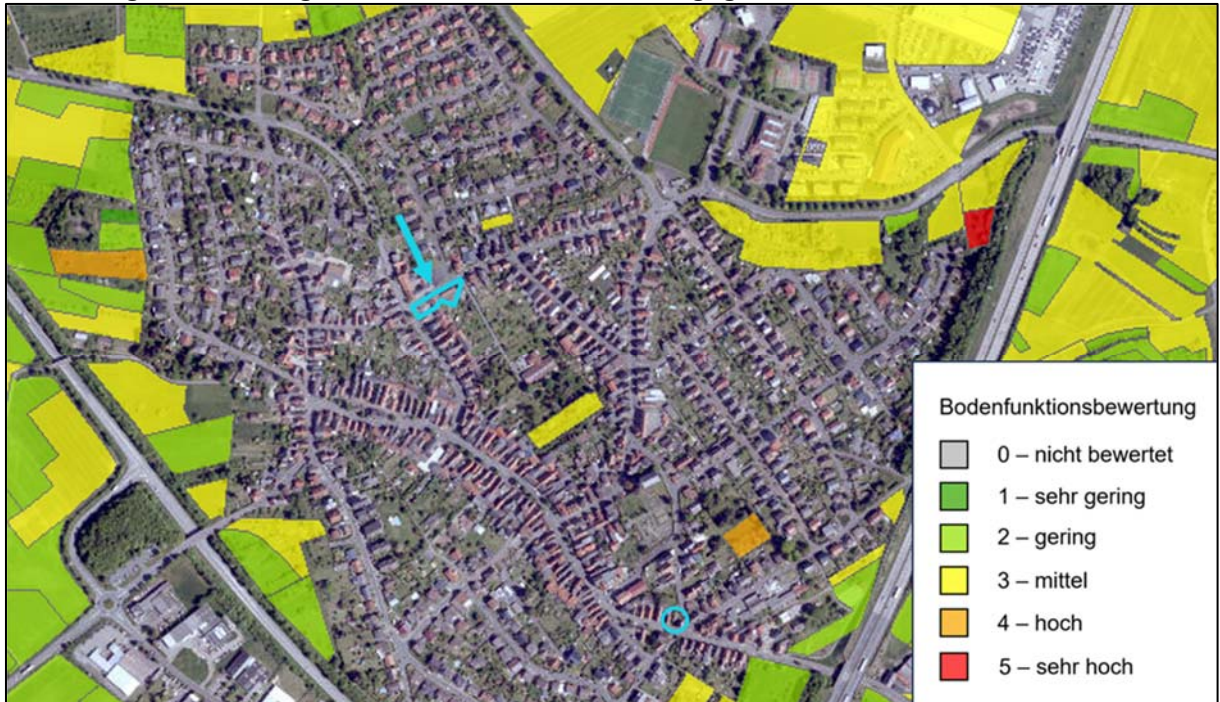 Bodenfunktionsbewertung
0 – nicht bewertet
1 – sehr gering
2 – gering
3 – mittel
4 – hoch
5 – sehr hoch